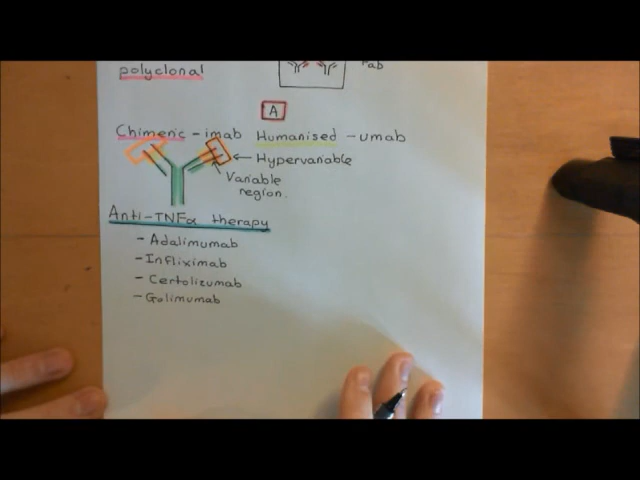 polyclonal
Fab
A
Chimeric - imab Humanised - umab
Hypervariable
Variable
region.
Anti-TNFα therapy
- Adalimumab
- Infliximab
- Certolizumab
- Golimumab